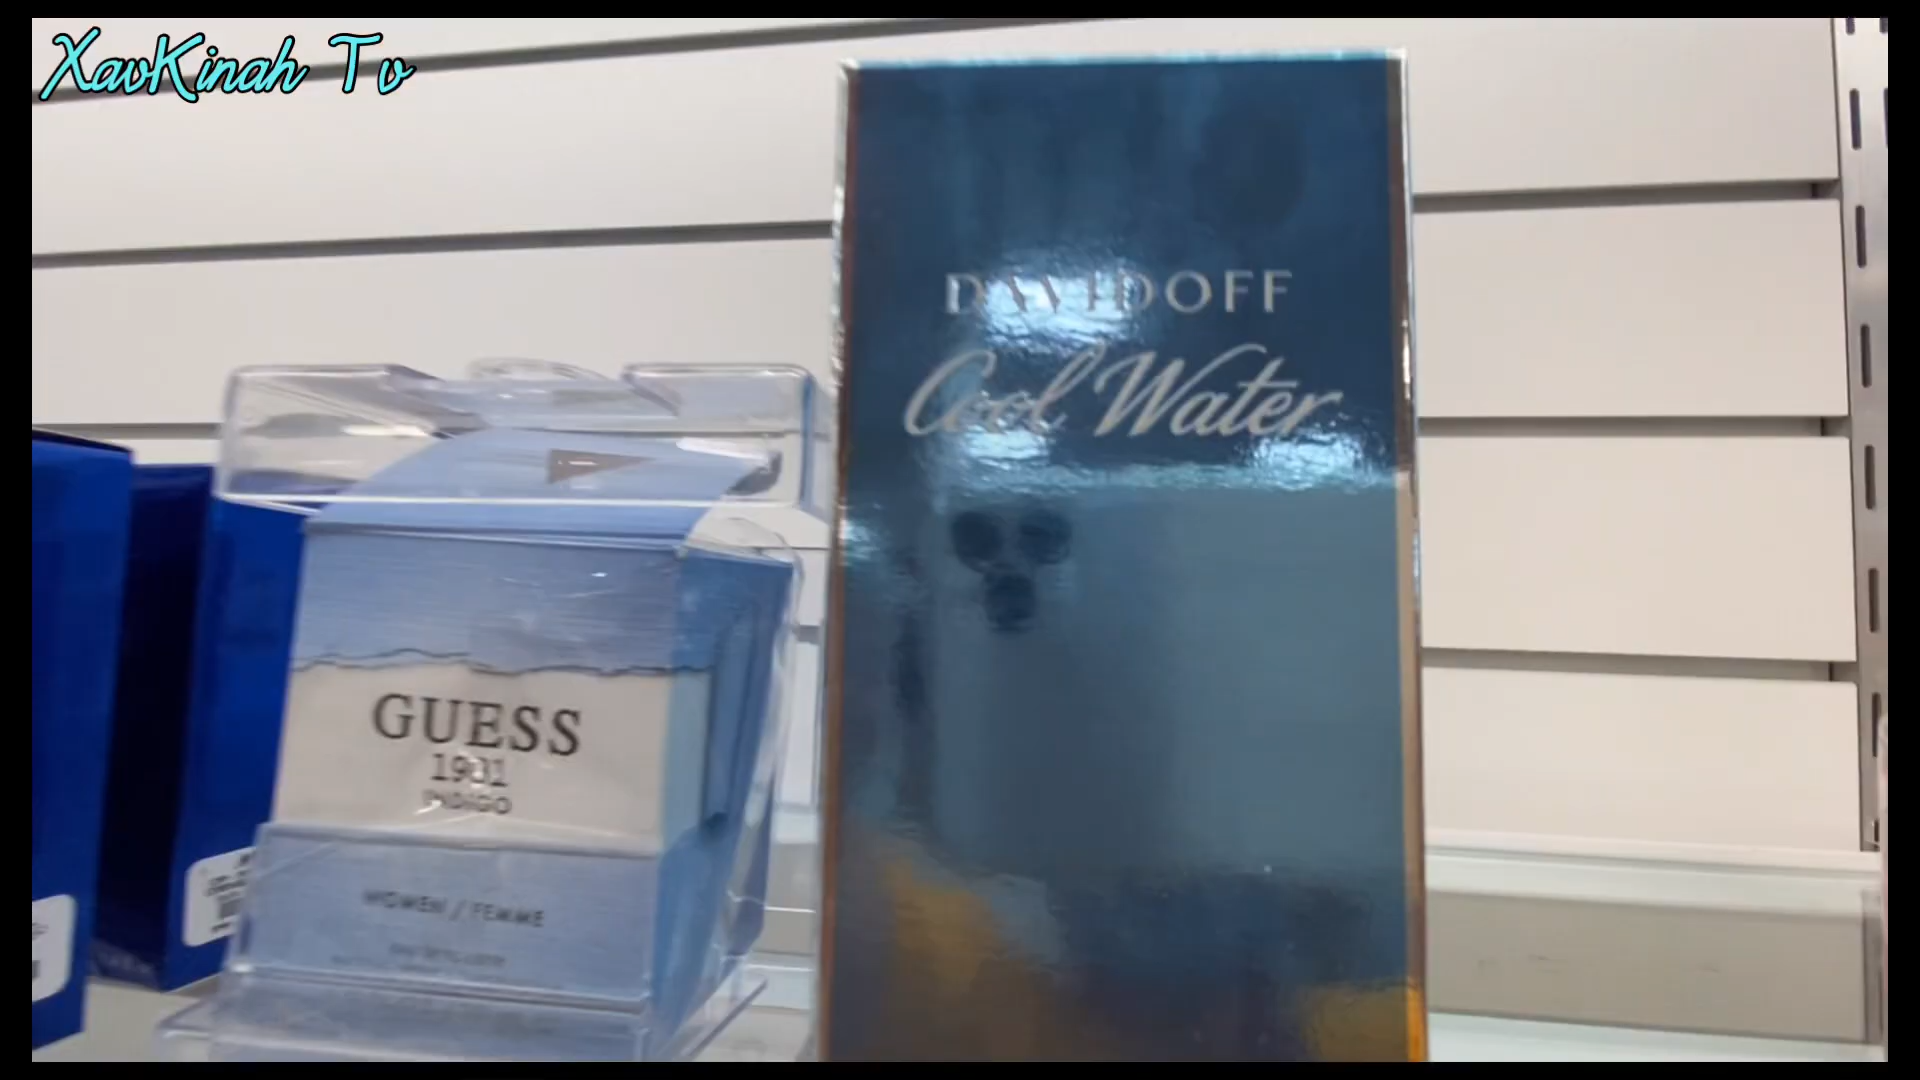 XavKinah Tv
DAVIDOFF
Cool Water
GUESS
1981
INDIGO
WOMEN / FEMME